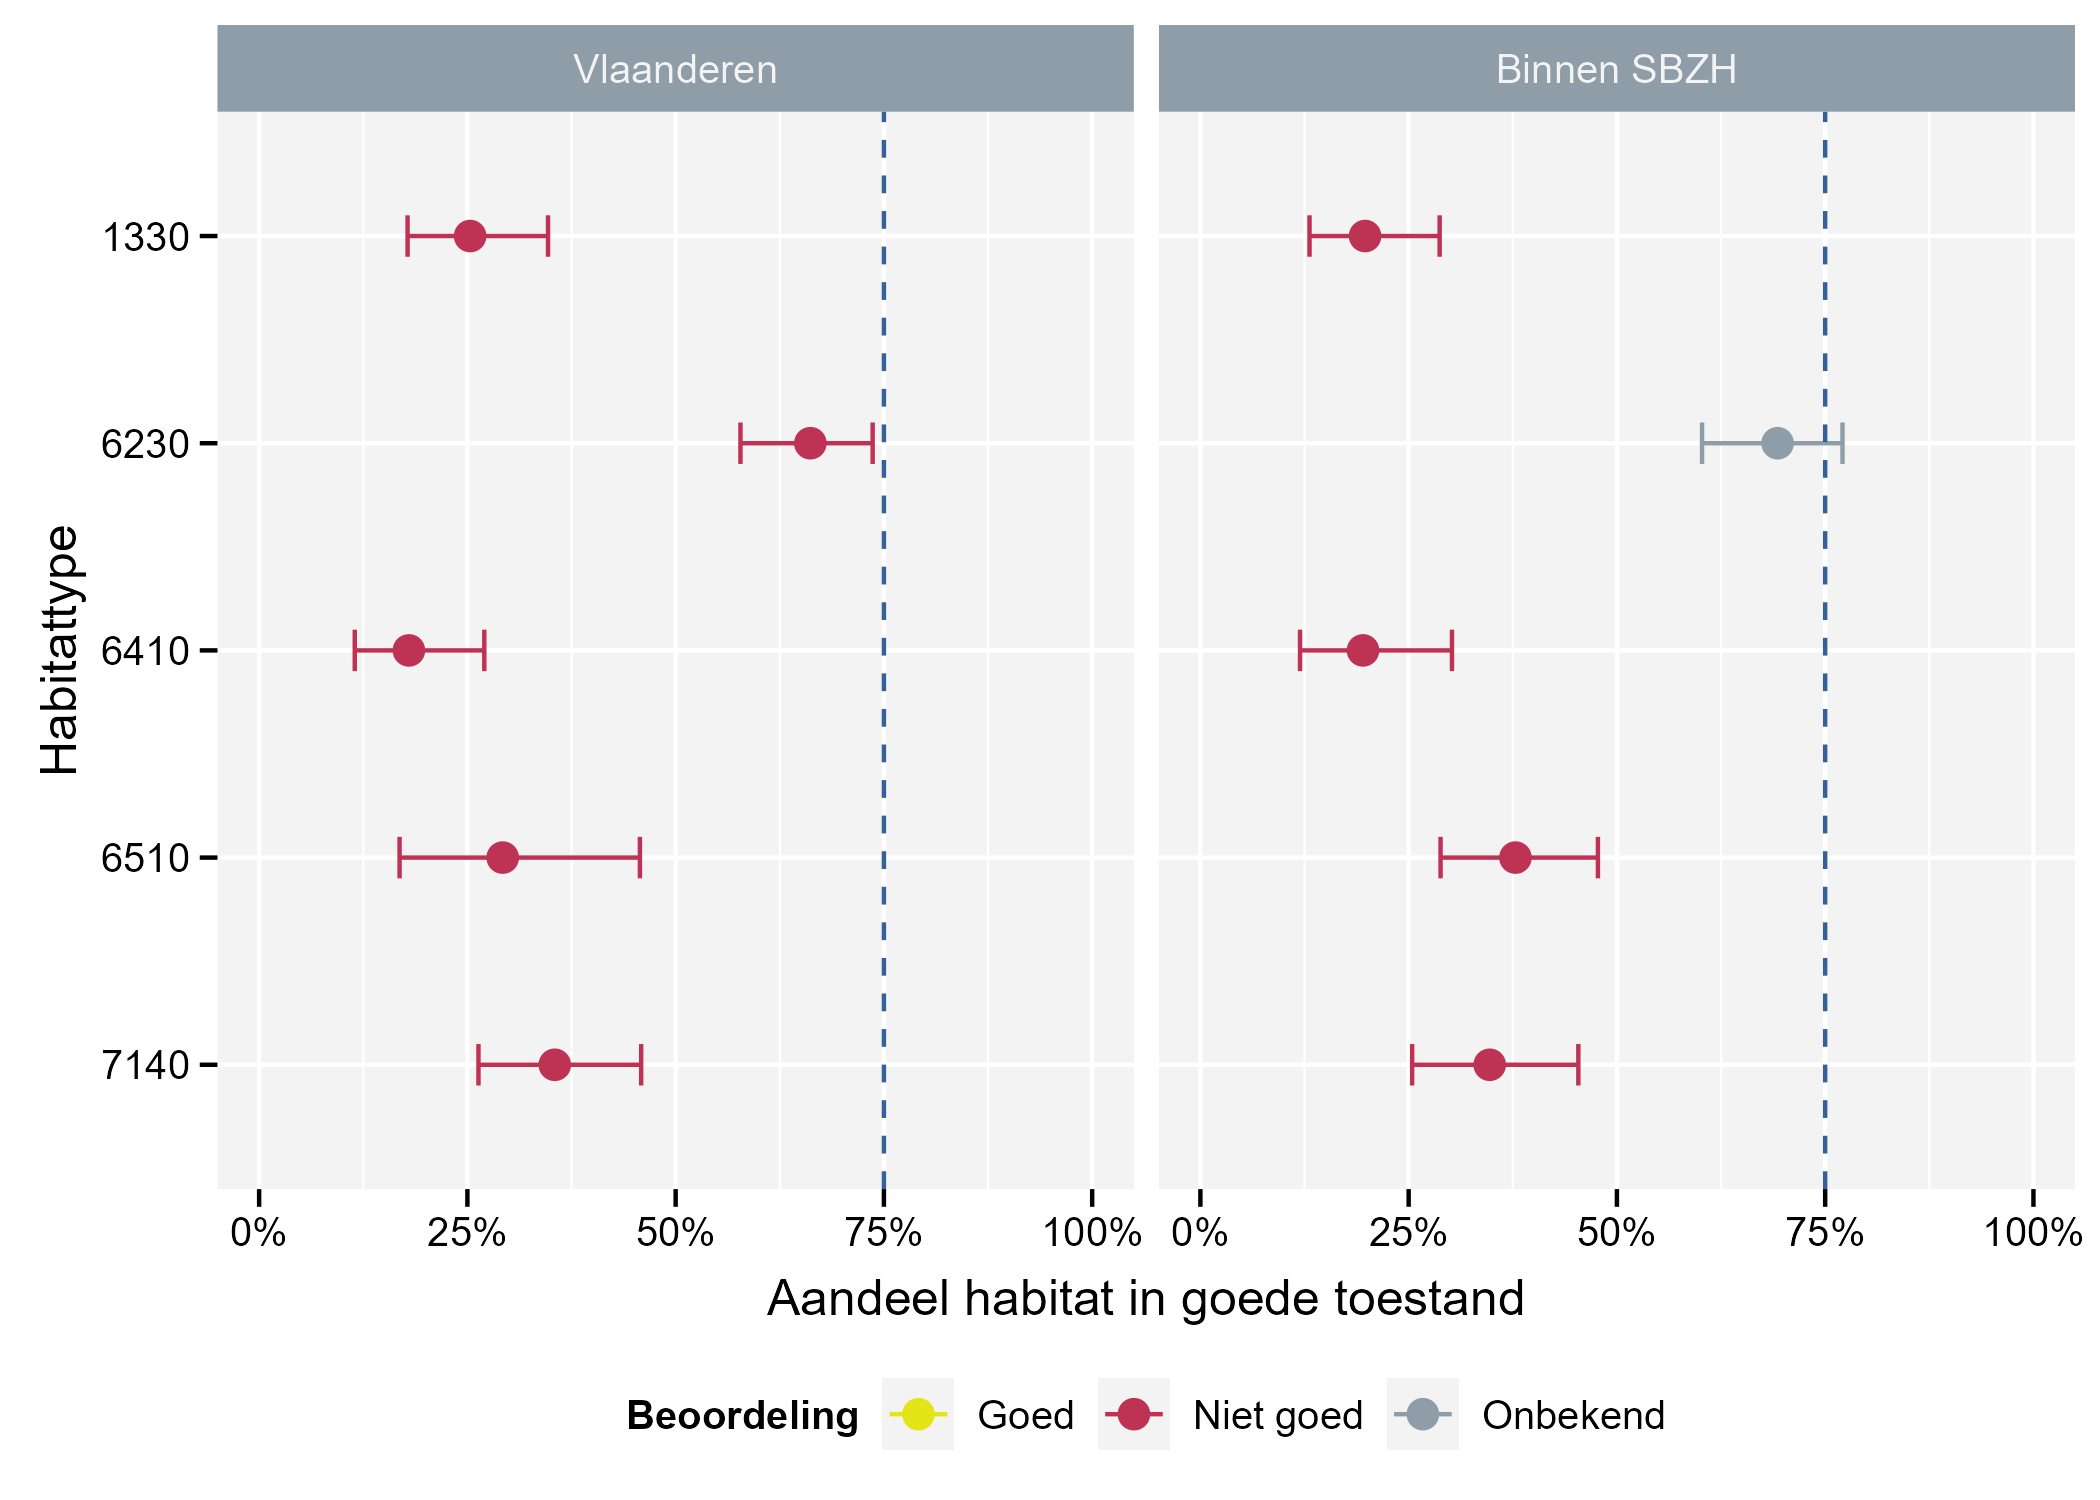 Vlaanderen
Binnen SBZH
Habitattype
1330
6230
6410
6510
7140
0% 25% 50% 75% 100% 0% 25% 50% 75% 100%
Aandeel habitat in goede toestand
Beoordeling Goed Niet goed Onbekend